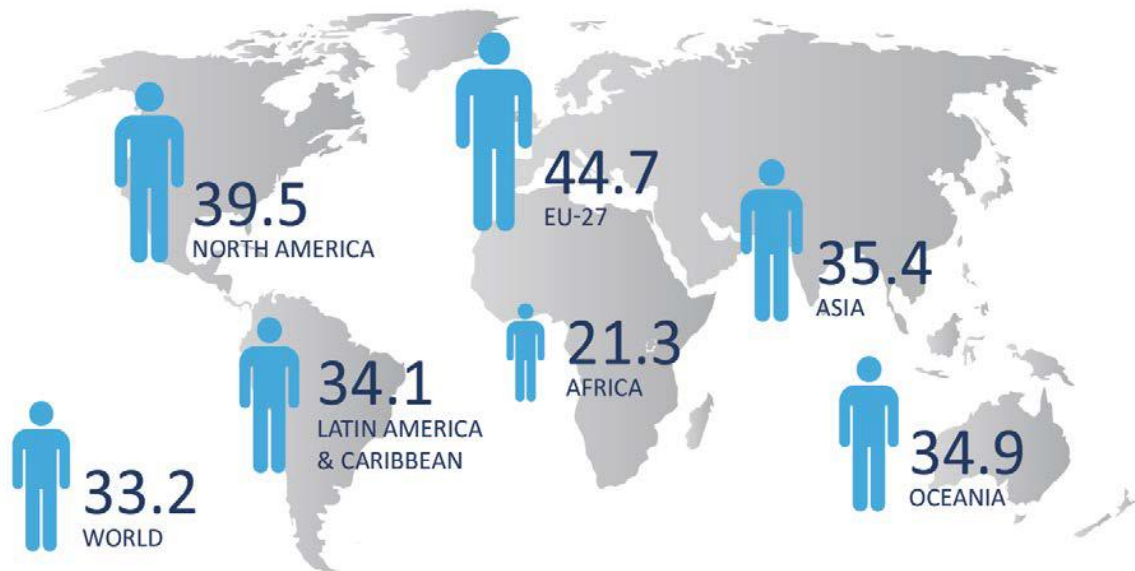 39.5
NORTH AMERICA
44.7
EU-27
35.4
ASIA
34.1
LATIN AMERICA
& CARIBBEAN
21.3
AFRICA
34.9
OCEANIA
33.2
WORLD